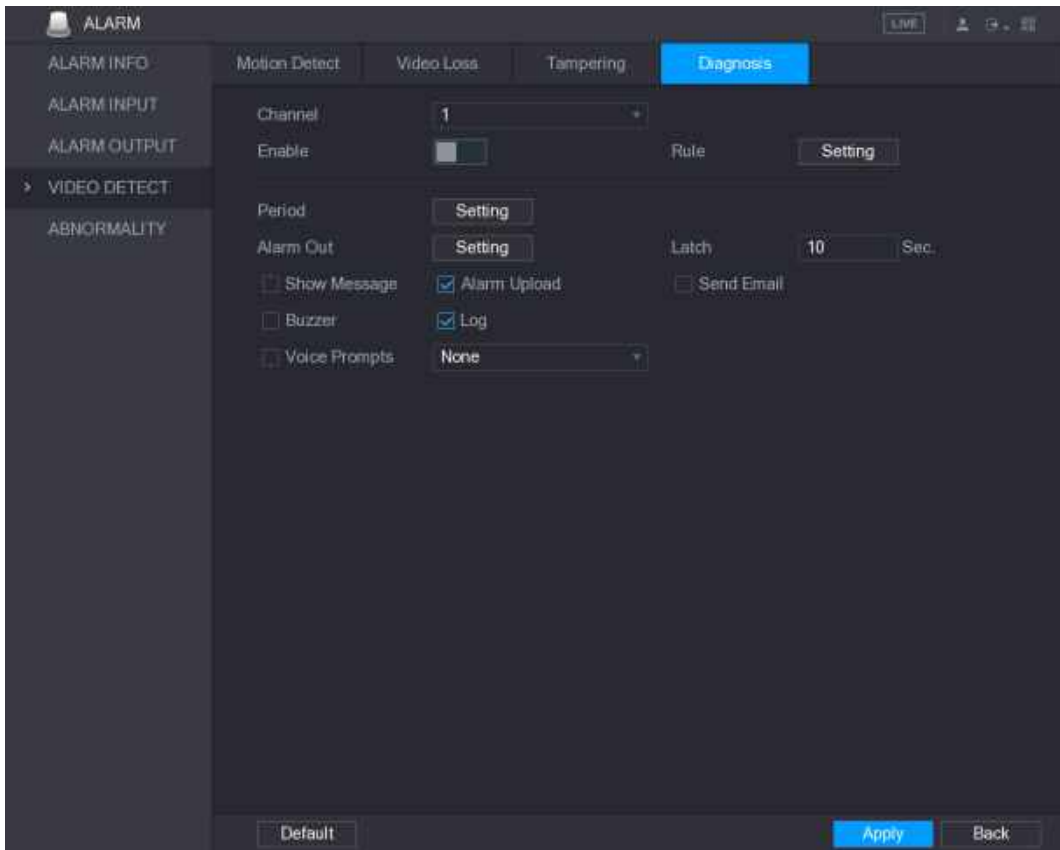 ALARM LIVE
ALARM INFO
ALARM INPUT
ALARM OUTPUT
VIDEO DETECT
ABNORMALITY
Motion Detect Video Loss Tampering Diagnosis
Channel 1
Enable Rule Setting
Period Setting
Alarm Out Setting Latch 10 Sec.
Show Message Alarm Upload Send Email
Buzzer Log
Voice Prompts None
Default Apply Back